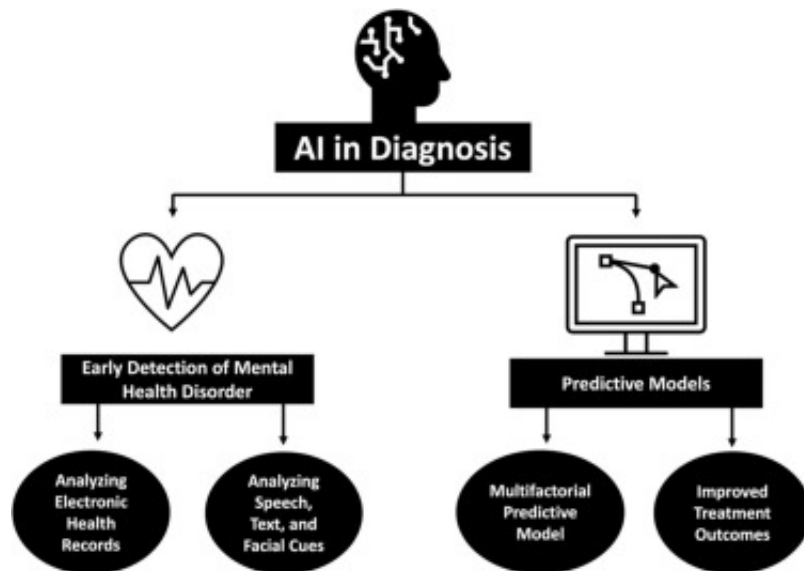 AI in Diagnosis
Early Detection of Mental
Health Disorder
Predictive Models
Analyzing
Electronic
Health
Records
Analyzing
Speech,
Text, and
Facial Cues
Multifactorial
Predictive
Model
Improved
Treatment
Outcomes